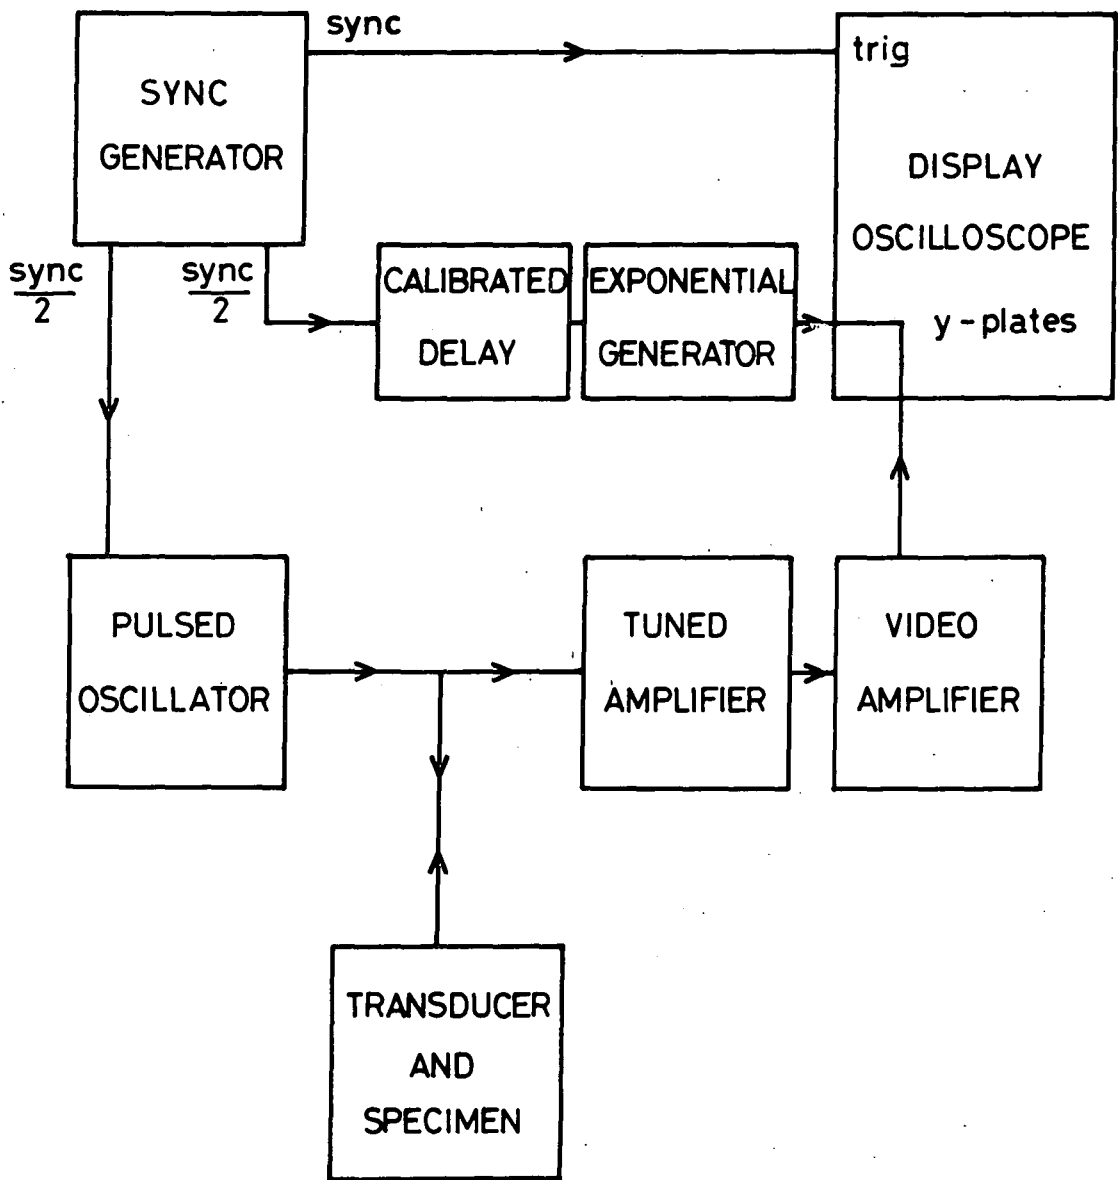 sync
trig
SYNC
GENERATOR
DISPLAY
OSCILLOSCOPE
y-plates
sync
2
sync
2
CALIBRATED
DELAY
EXPONENTIAL
GENERATOR
PULSED
OSCILLATOR
TUNED
AMPLIFIER
VIDEO
AMPLIFIER
TRANSDUCER
AND
SPECIMEN